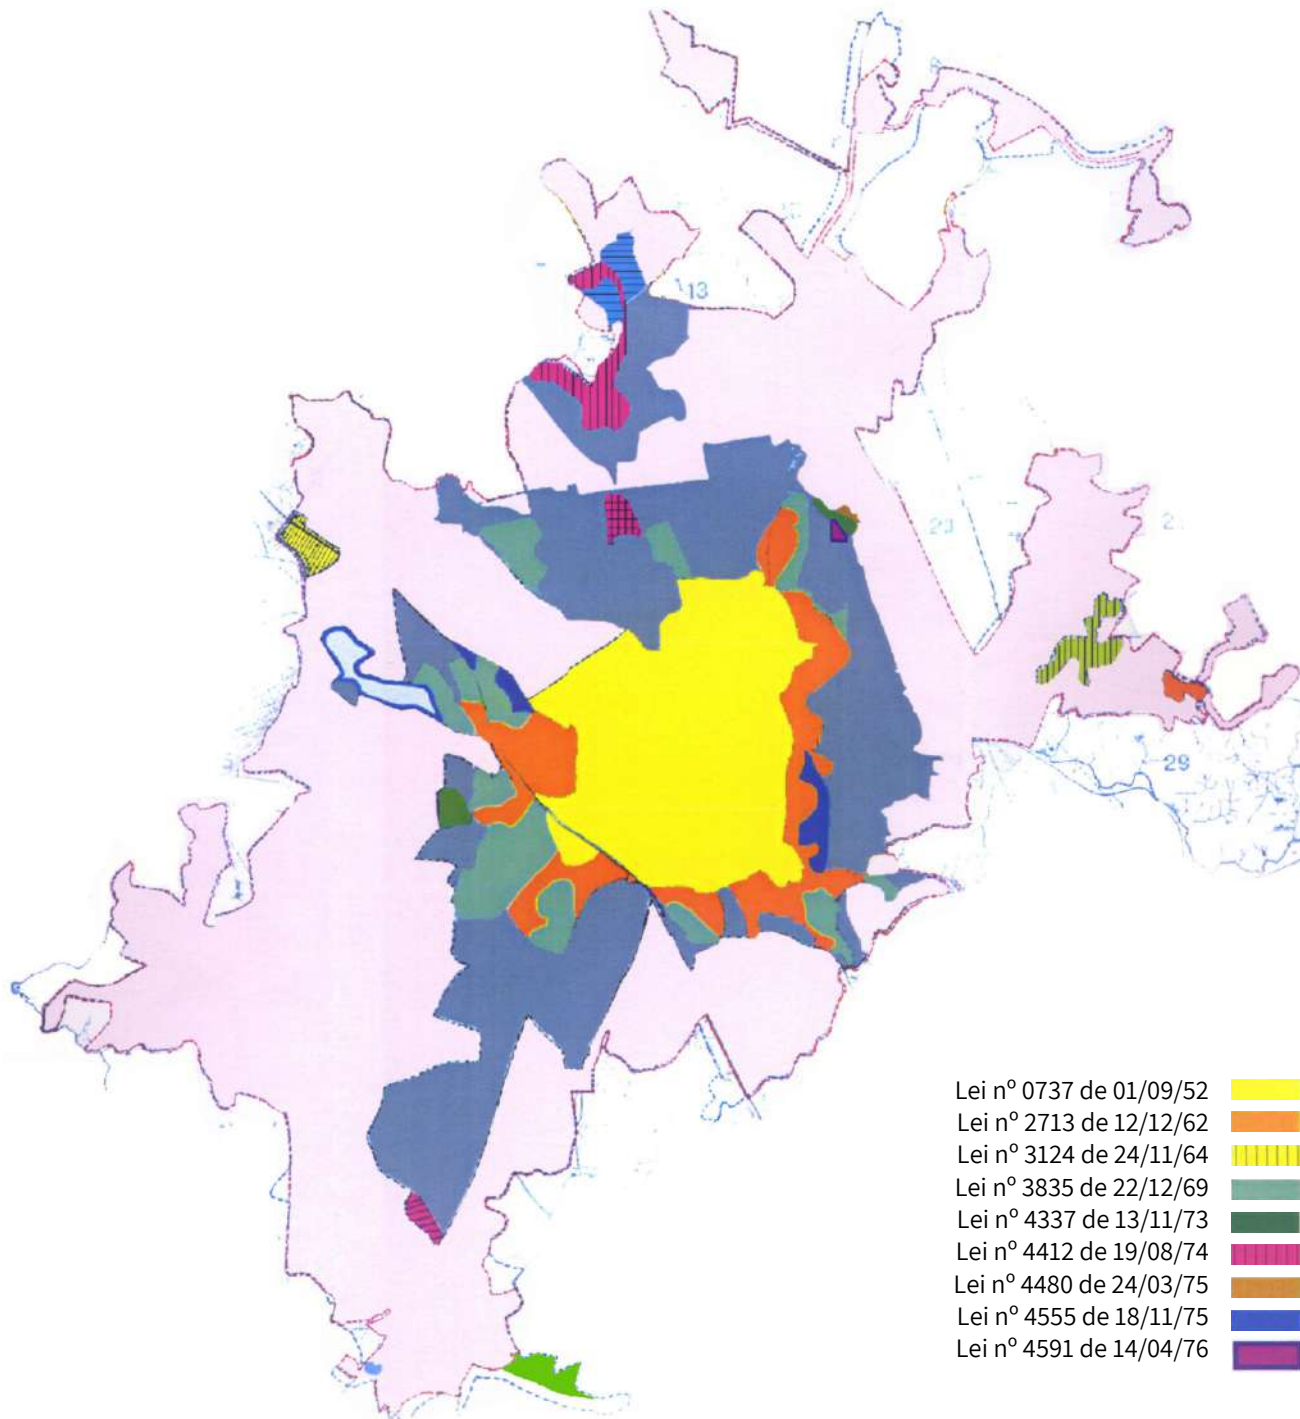 13
29
Lei nº 0737 de 01/09/52
Lei nº 2713 de 12/12/62
Lei nº 3124 de 24/11/64
Lei nº 3835 de 22/12/69
Lei nº 4337 de 13/11/73
Lei nº 4412 de 19/08/74
Lei nº 4480 de 24/03/75
Lei nº 4555 de 18/11/75
Lei nº 4591 de 14/04/76